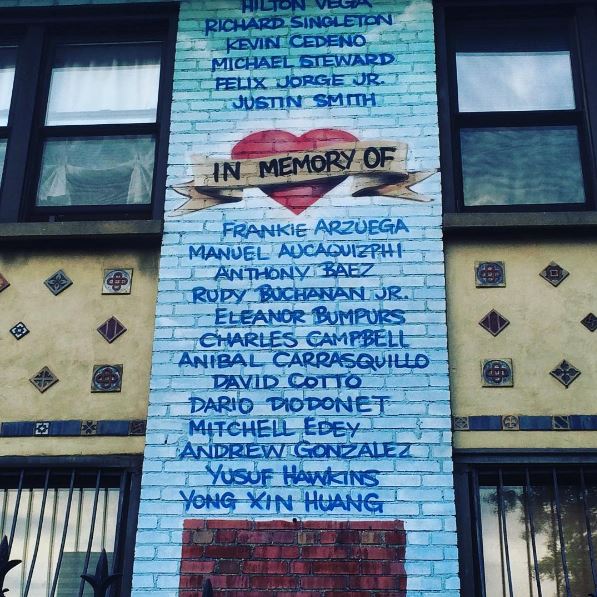 HILTON VEGA
RICHARD SINGLETON
KEVIN CEDENO
MICHAEL STEWARD
FELIX JORGE JR.
JUSTIN SMITH
IN MEMORY OF
FRANKIE ARZUEGA
MANUEL AUCAQUIZPHI
ANTHONY BAEZ
RUDY BUCHANAN JR.
ELEANOR BUMPURS
CHARLES CAMPBELL
ANIBAL CARRASQUILLO
DAVID COTTO
DARIO DIODONET
MITCHELL EDEY
ANDREW GONZALEZ
YUSUF HAWKINS
YONG XIN HUANG